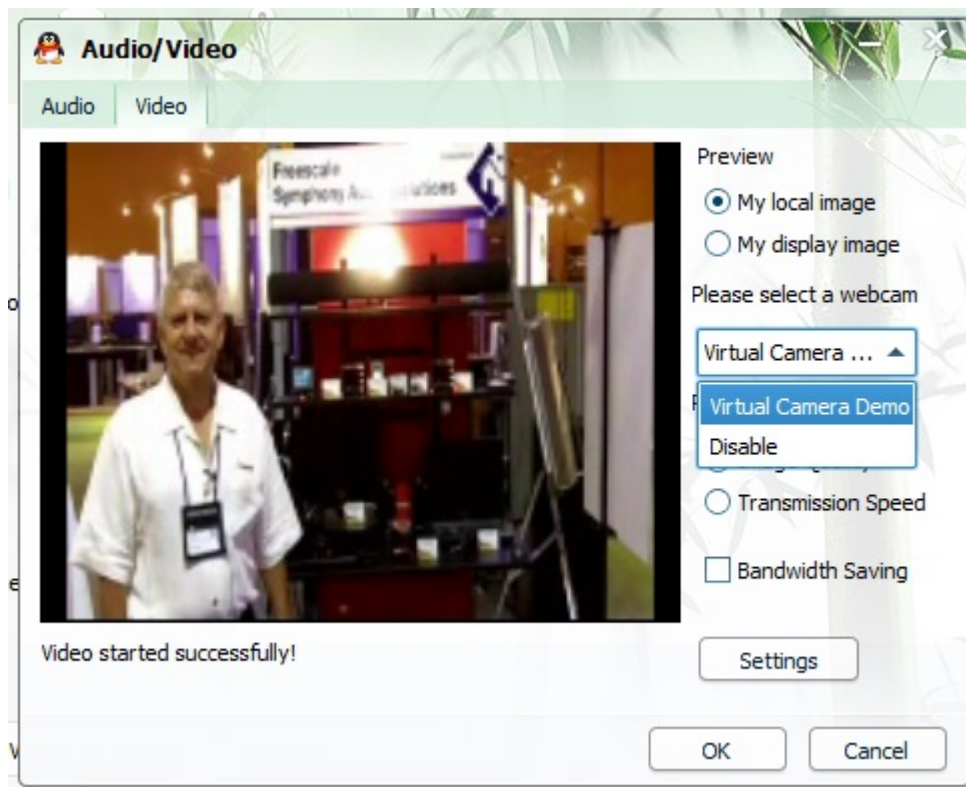 Audio/Video
Audio
Video
Freescale
Symphony
Preview
My local image
My display image
Please select a webcam
Virtual Camera ...
Virtual Camera Demo
Disable
Transmission Speed
Bandwidth Saving
Video started successfully!
Settings
OK
Cancel